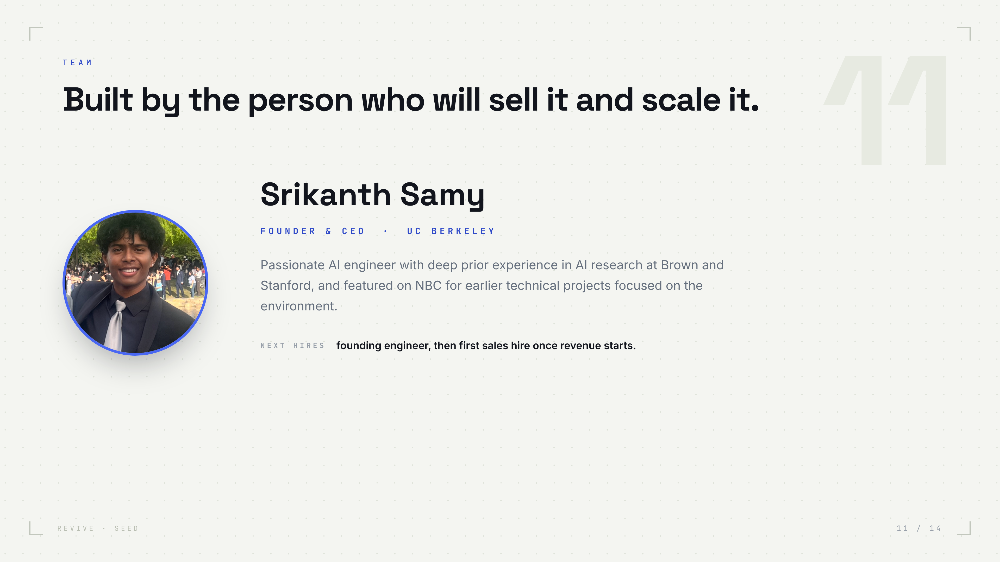 TEAM
11
Built by the person who will sell it and scale it.
Srikanth Samy
FOUNDER & CEO · UC BERKELEY
Passionate AI engineer with deep prior experience in AI research at Brown and
Stanford, and featured on NBC for earlier technical projects focused on the
environment.
NEXT HIRES founding engineer, then first sales hire once revenue starts.
REVIVE · SEED
11 / 14